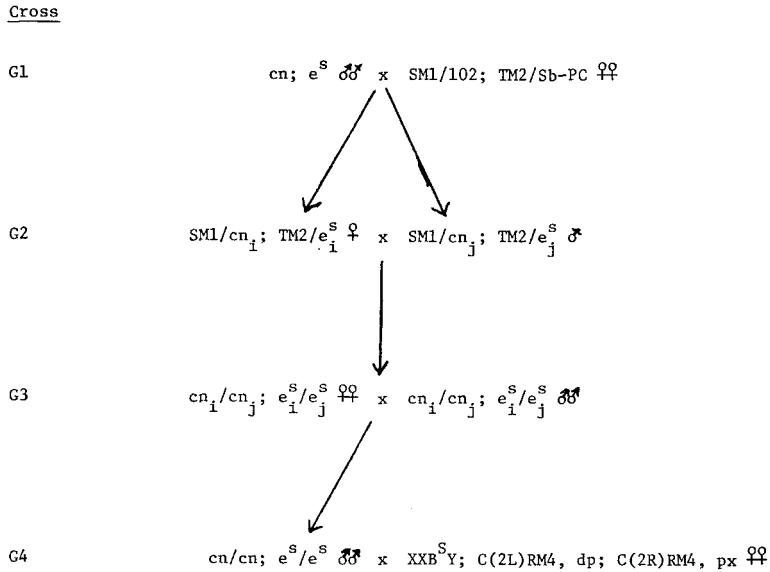 Cross
G1 cn; e^s ♂♂ x SM1/102; TM2/Sb-PC ♀♀
G2 SM1/cn_i; TM2/e^s_i ♀ x SM1/cn_j; TM2/e^s_j ♂
G3 cn_i/cn_j; e^s_i/e^s_j ♀♀ x cn_i/cn_j; e^s_i/e^s_j ♂♂
G4 cn/cn; e^s/e^s ♂♂ x XXB^SY; C(2L)RM4, dp; C(2R)RM4, px ♀♀